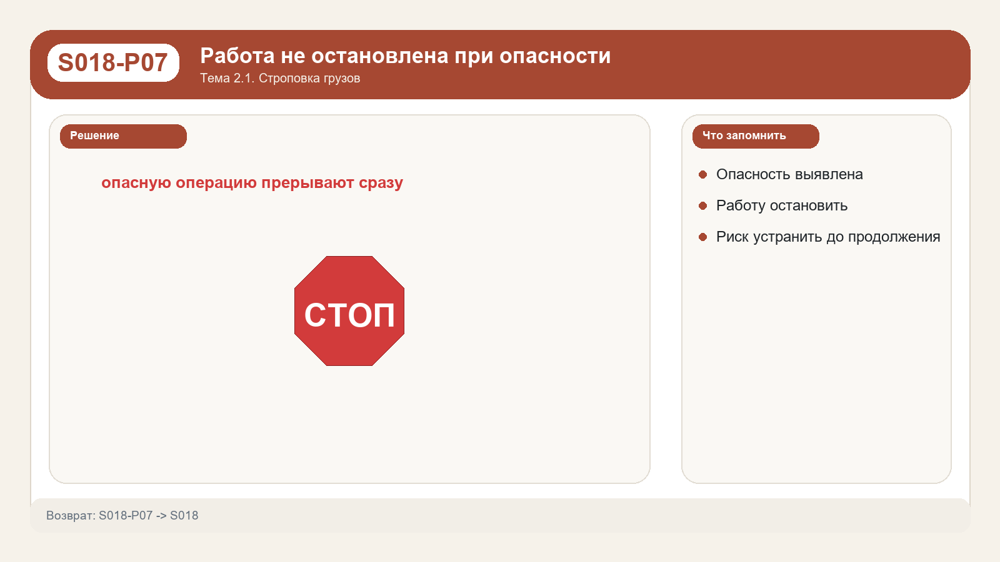 S018-P07
Работа не остановлена при опасности
Тема 2.1. Строповка грузов
Решение
опасную операцию прерывают сразу
СТОП
Что запомнить
Опасность выявлена
Работу остановить
Риск устранить до продолжения
Возврат: S018-P07 -> S018